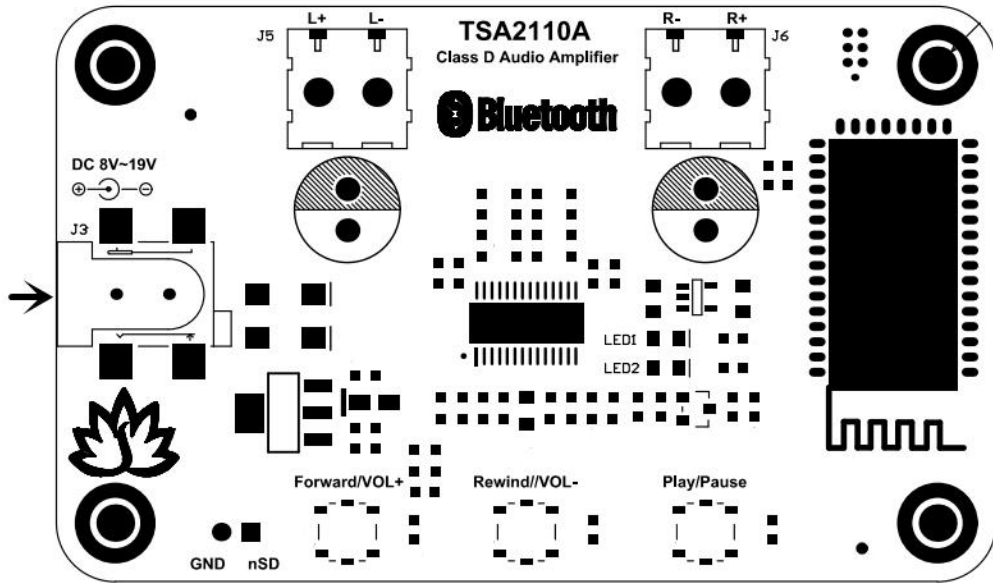 L+ L-
J5
TSA2110A
Class D Audio Amplifier
Bluetooth
R- R+
J6
DC 8V~19V
J3
LED1
LED2
Forward/VOL+
Rewind//VOL-
Play/Pause
GND nSD